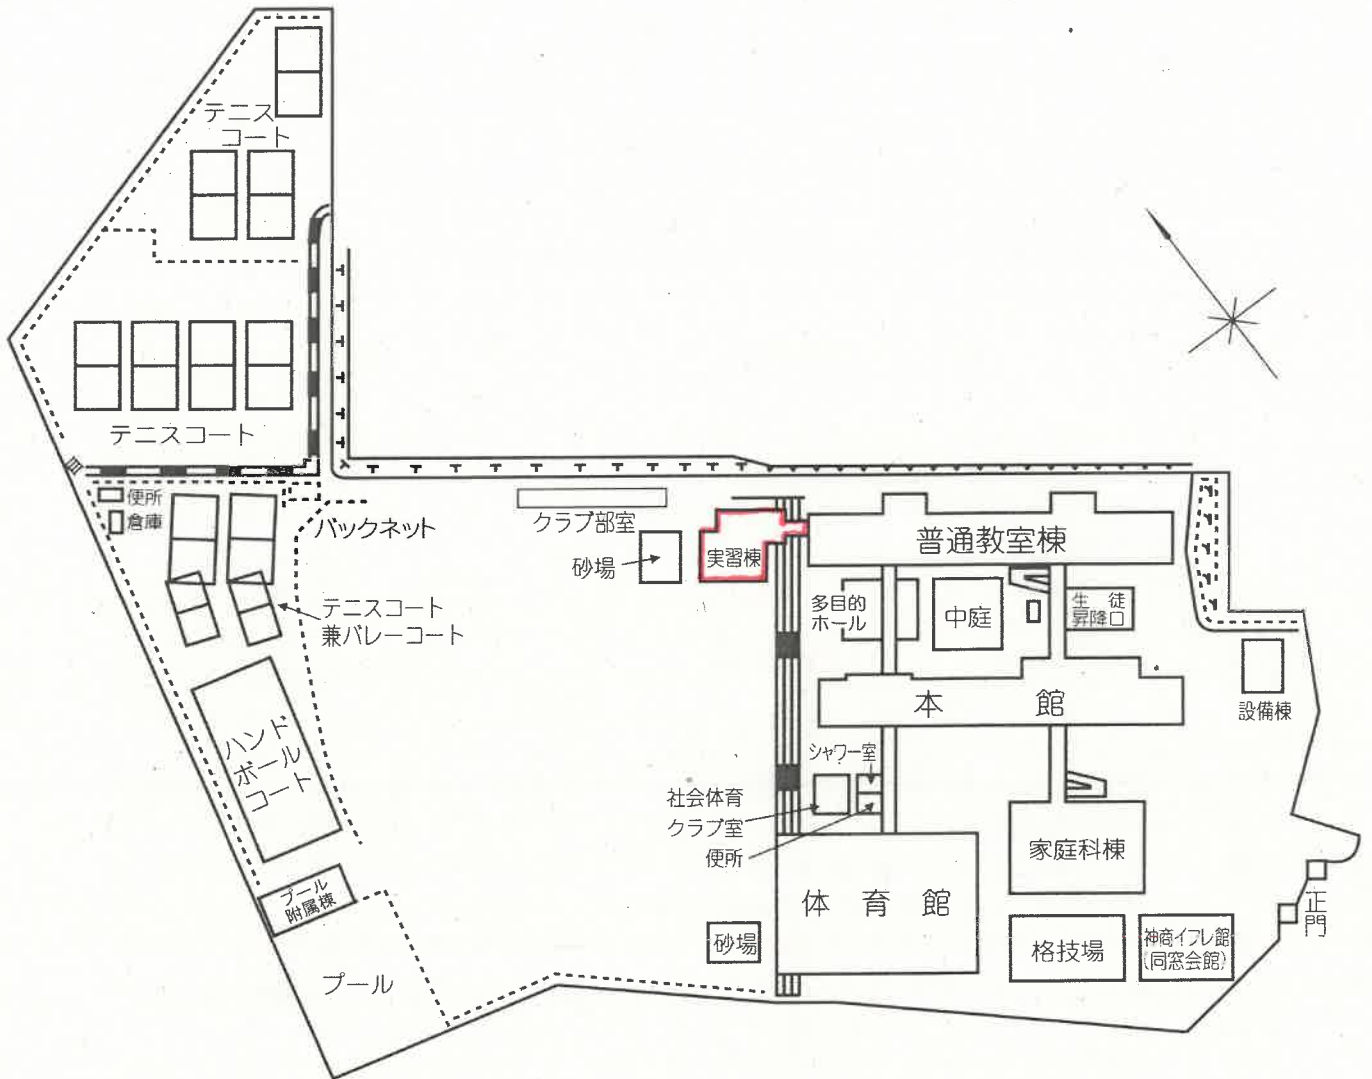 テニス
コート
テニスコート
便所
倉庫
バックネット
クラブ部室
砂場
実習棟
普通教室棟
テニスコート
兼バレーコート
多目的
ホール
中庭
生徒
昇降口
本館
設備棟
ハンド
ボール
コート
シャワー室
社会体育
クラブ室
便所
家庭科棟
プール
附属棟
体育館
正門
砂場
格技場
神商イフレ館
(同窓会館)
プール